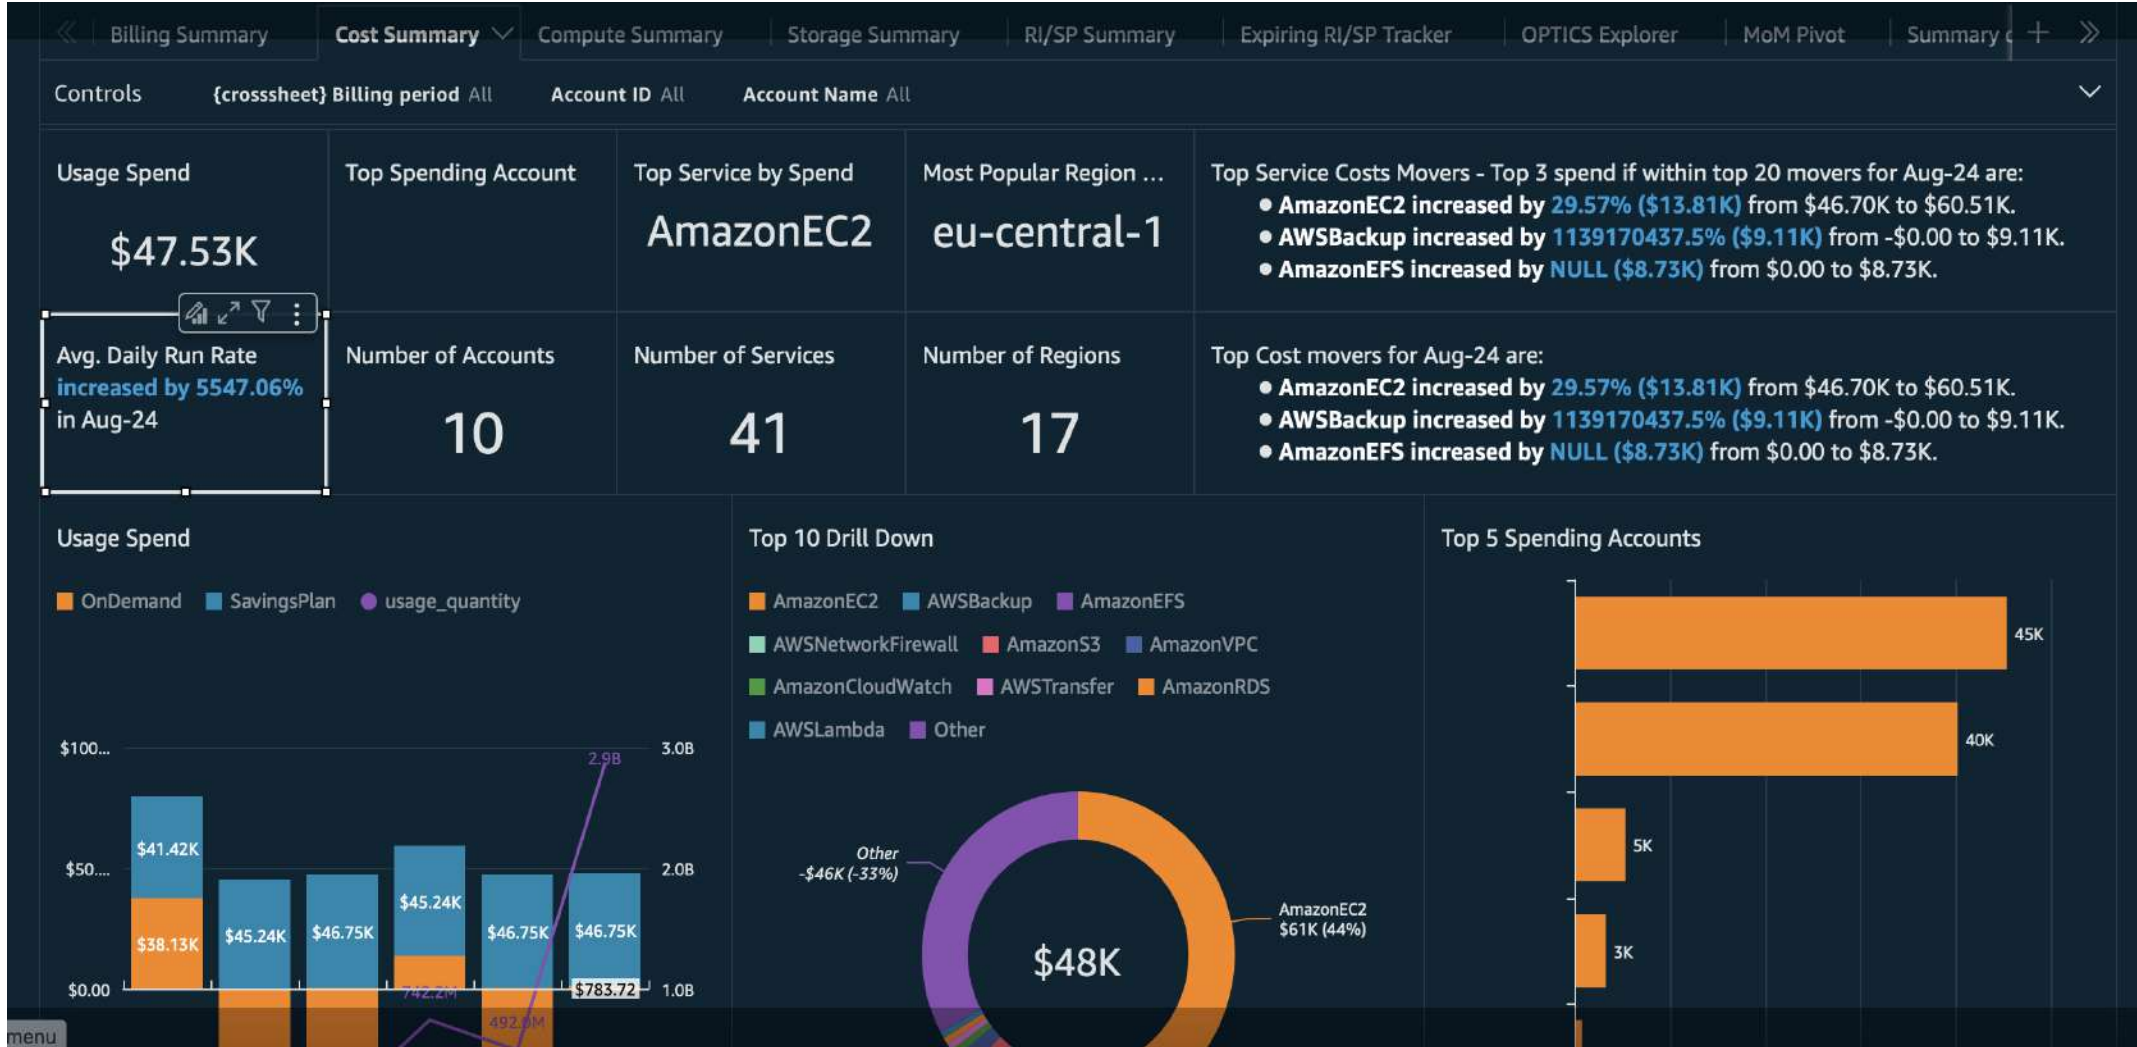 Billing Summary
Cost Summary
Compute Summary
Storage Summary
RI/SP Summary
Expiring RI/SP Tracker
OPTICS Explorer
MoM Pivot
Summary
Controls
{crosssheet} Billing period All
Account ID All
Account Name All
Usage Spend
$47.53K
Top Spending Account
Top Service by Spend
AmazonEC2
Most Popular Region ...
eu-central-1
Top Service Costs Movers - Top 3 spend if within top 20 movers for Aug-24 are:
• AmazonEC2 increased by 29.57% ($13.81K) from $46.70K to $60.51K.
• AWSBackup increased by 1139170437.5% ($9.11K) from -$0.00 to $9.11K.
• AmazonEFS increased by NULL ($8.73K) from $0.00 to $8.73K.
Avg. Daily Run Rate
increased by 5547.06%
in Aug-24
Number of Accounts
10
Number of Services
41
Number of Regions
17
Top Cost movers for Aug-24 are:
• AmazonEC2 increased by 29.57% ($13.81K) from $46.70K to $60.51K.
• AWSBackup increased by 1139170437.5% ($9.11K) from -$0.00 to $9.11K.
• AmazonEFS increased by NULL ($8.73K) from $0.00 to $8.73K.
Usage Spend
OnDemand
SavingsPlan
usage_quantity
$100...
$50....
$0.00
3.0B
2.0B
1.0B
2.9B
$41.42K
$38.13K
$45.24K
$46.75K
$45.24K
$46.75K
$46.75K
$783.72
742.2M
Top 10 Drill Down
AmazonEC2
AWSBackup
AmazonEFS
AWSNetworkFirewall
AmazonS3
AmazonVPC
AmazonCloudWatch
AWSTransfer
AmazonRDS
AWSLambda
Other
Other
-$46K (-33%)
AmazonEC2
$61K (44%)
$48K
Top 5 Spending Accounts
45K
40K
5K
3K
menu